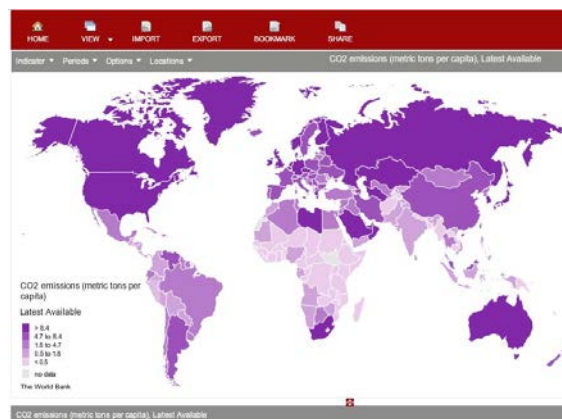 HOME VIEW IMPORT EXPORT BOOKMARK SHARE
Indicator Periods Options Locations CO2 emissions (metric tons per capita), Latest Available
CO2 emissions (metric tons per
capita)
Latest Available
> 8.4
4.7 to 8.4
1.8 to 4.7
0.5 to 1.8
< 0.5
no data
The World Bank
CO2 emissions (metric tons per capita), Latest Available